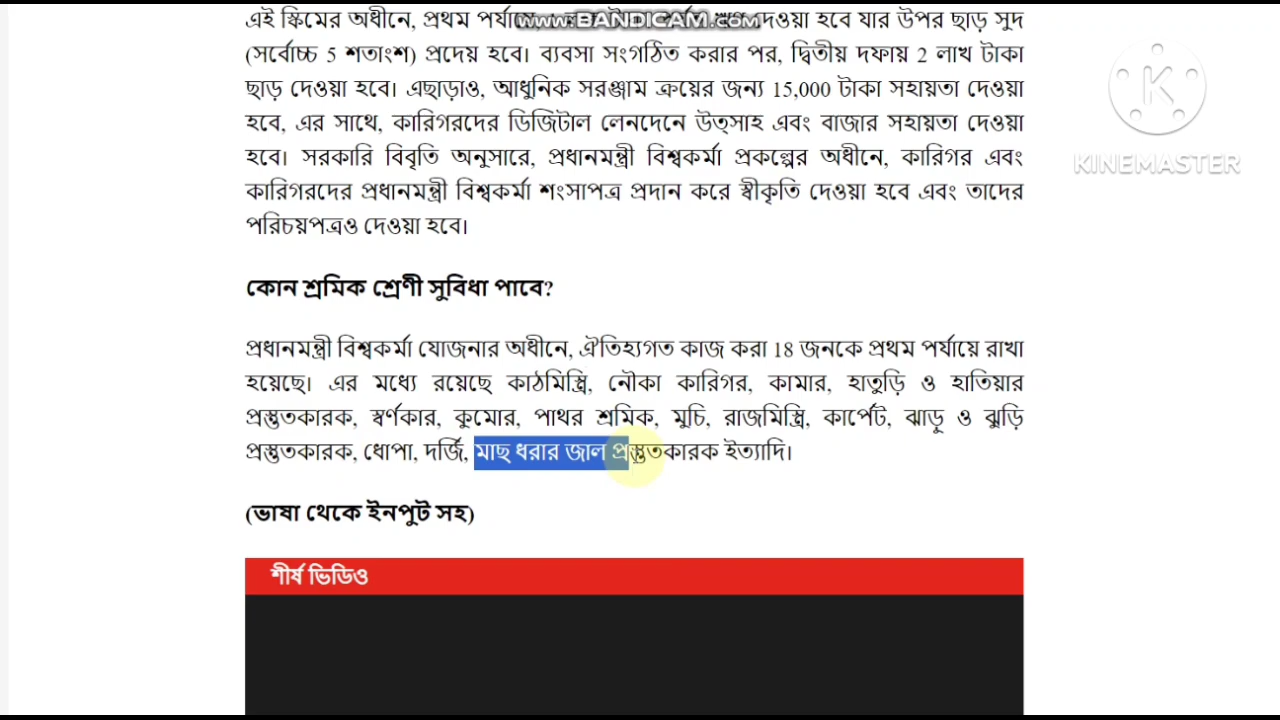 এই স্কিমের অধীনে, প্রথম পর্যায়ে, দেওয়া হবে যার উপর ছাড় সুদ
www.BANDICAM.com
(সর্বোচ্চ 5 শতাংশ) প্রদেয় হবে। ব্যবসা সংগঠিত করার পর, দ্বিতীয় দফায় 2 লাখ টাকা
ছাড় দেওয়া হবে। এছাড়াও, আধুনিক সরঞ্জাম ক্রয়ের জন্য 15,000 টাকা সহায়তা দেওয়া
হবে, এর সাথে, কারিগরদের ডিজিটাল লেনদেনে উত্সাহ এবং বাজার সহায়তা দেওয়া
হবে। সরকারি বিবৃতি অনুসারে, প্রধানমন্ত্রী বিশ্বকর্মা প্রকল্পের অধীনে, কারিগর এবং
কারিগরদের প্রধানমন্ত্রী বিশ্বকর্মা শংসাপত্র প্রদান করে স্বীকৃতি দেওয়া হবে এবং তাদের
পরিচয়পত্রও দেওয়া হবে।
K
KINEMASTER
কোন শ্রমিক শ্রেণী সুবিধা পাবে?
প্রধানমন্ত্রী বিশ্বকর্মা যোজনার অধীনে, ঐতিহ্যগত কাজ করা 18 জনকে প্রথম পর্যায়ে রাখা
হয়েছে। এর মধ্যে রয়েছে কাঠমিস্ত্রি, নৌকা কারিগর, কামার, হাতুড়ি ও হাতিয়ার
প্রস্তুতকারক, স্বর্ণকার, কুমোর, পাথর শ্রমিক, মুচি, রাজমিস্ত্রি, কার্পেট, ঝাড়ু ও ঝুড়ি
প্রস্তুতকারক, ধোপা, দর্জি, মাছ ধরার জাল প্রস্তুতকারক ইত্যাদি।
(ভাষা থেকে ইনপুট সহ)
শীর্ষ ভিডিও